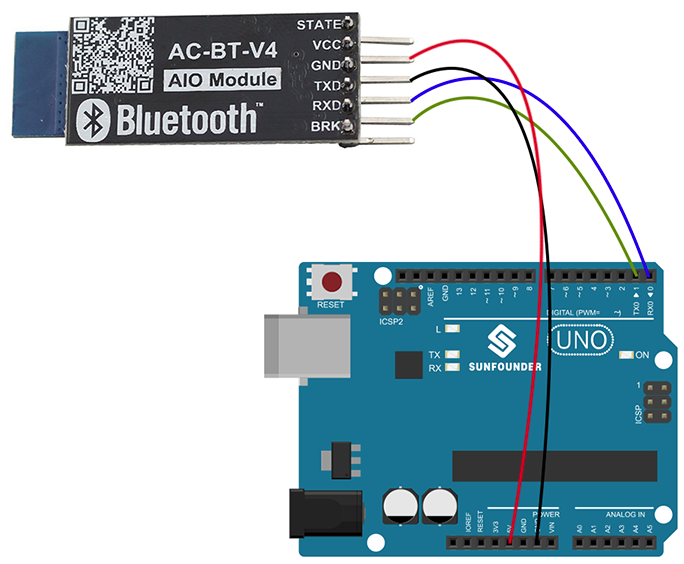 STATE
VCC
AC-BT-V4
GND
AIO Module
TXD
RXD
Bluetooth™
BRK
RESET
ICSP2
AREF
GND
13
12
~11
~10
~9
8
7
~6
~5
4
~3
2
TX0 ▶ 1
RX0 ◀ 0
DIGITAL (PWM=
L
UNO
TX
ON
RX
SUNFOUNDER
1
ICSP
POWER
ANALOG IN
IOREF
RESET
3V3
5V
GND
VIN
A0
A1
A2
A3
A4
A5